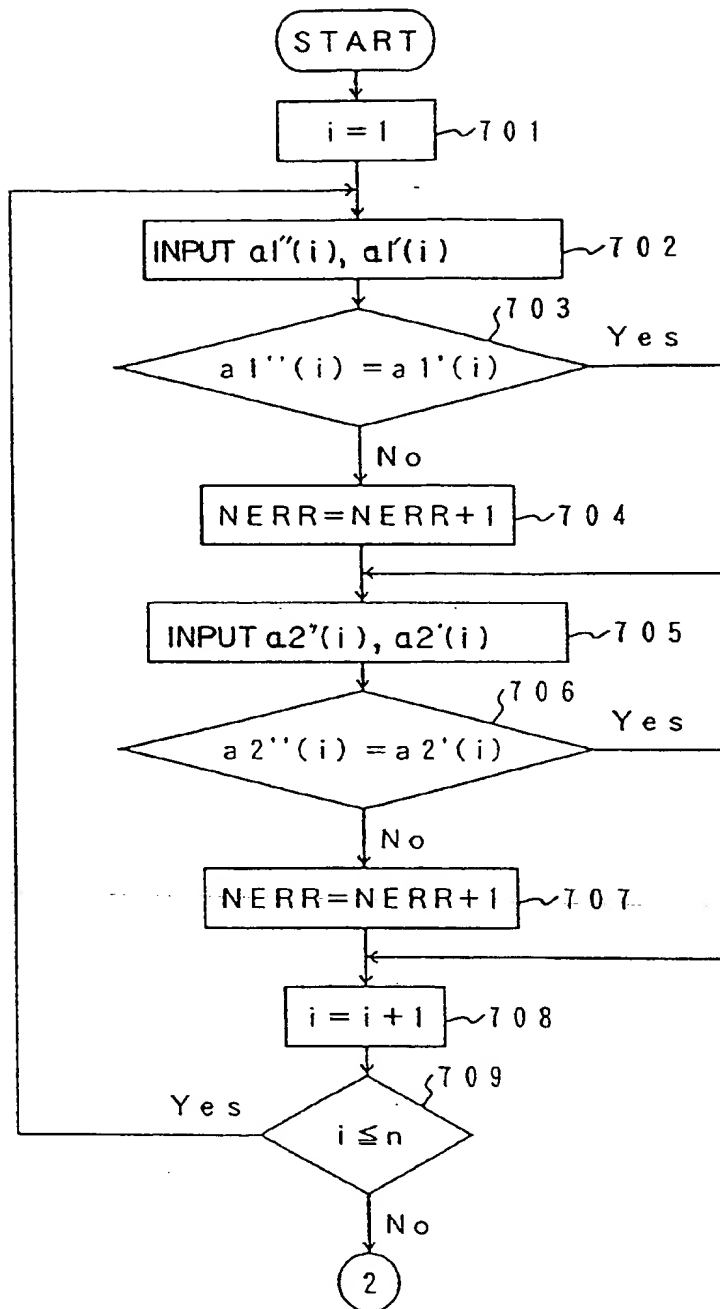 START
i = 1
701
INPUT a1''(i), a1'(i)
702
703
a1''(i) = a1'(i)
Yes
No
NERR=NERR+1
704
INPUT a2''(i), a2'(i)
705
706
a2''(i) = a2'(i)
Yes
No
NERR=NERR+1
707
i = i + 1
708
709
Yes
i ≦ n
No
2